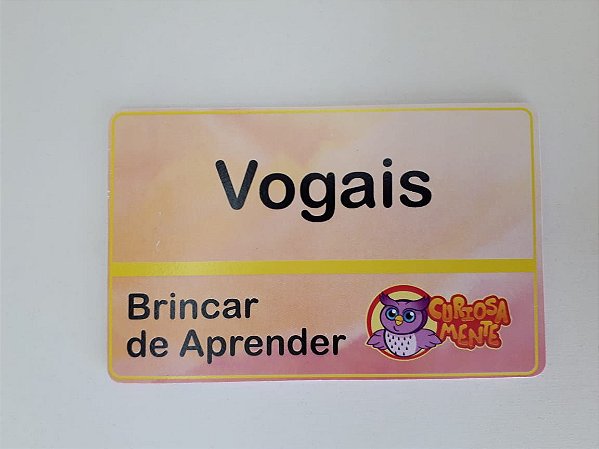 Vogais
Brincar
de Aprender
CURIOSA
MENTE